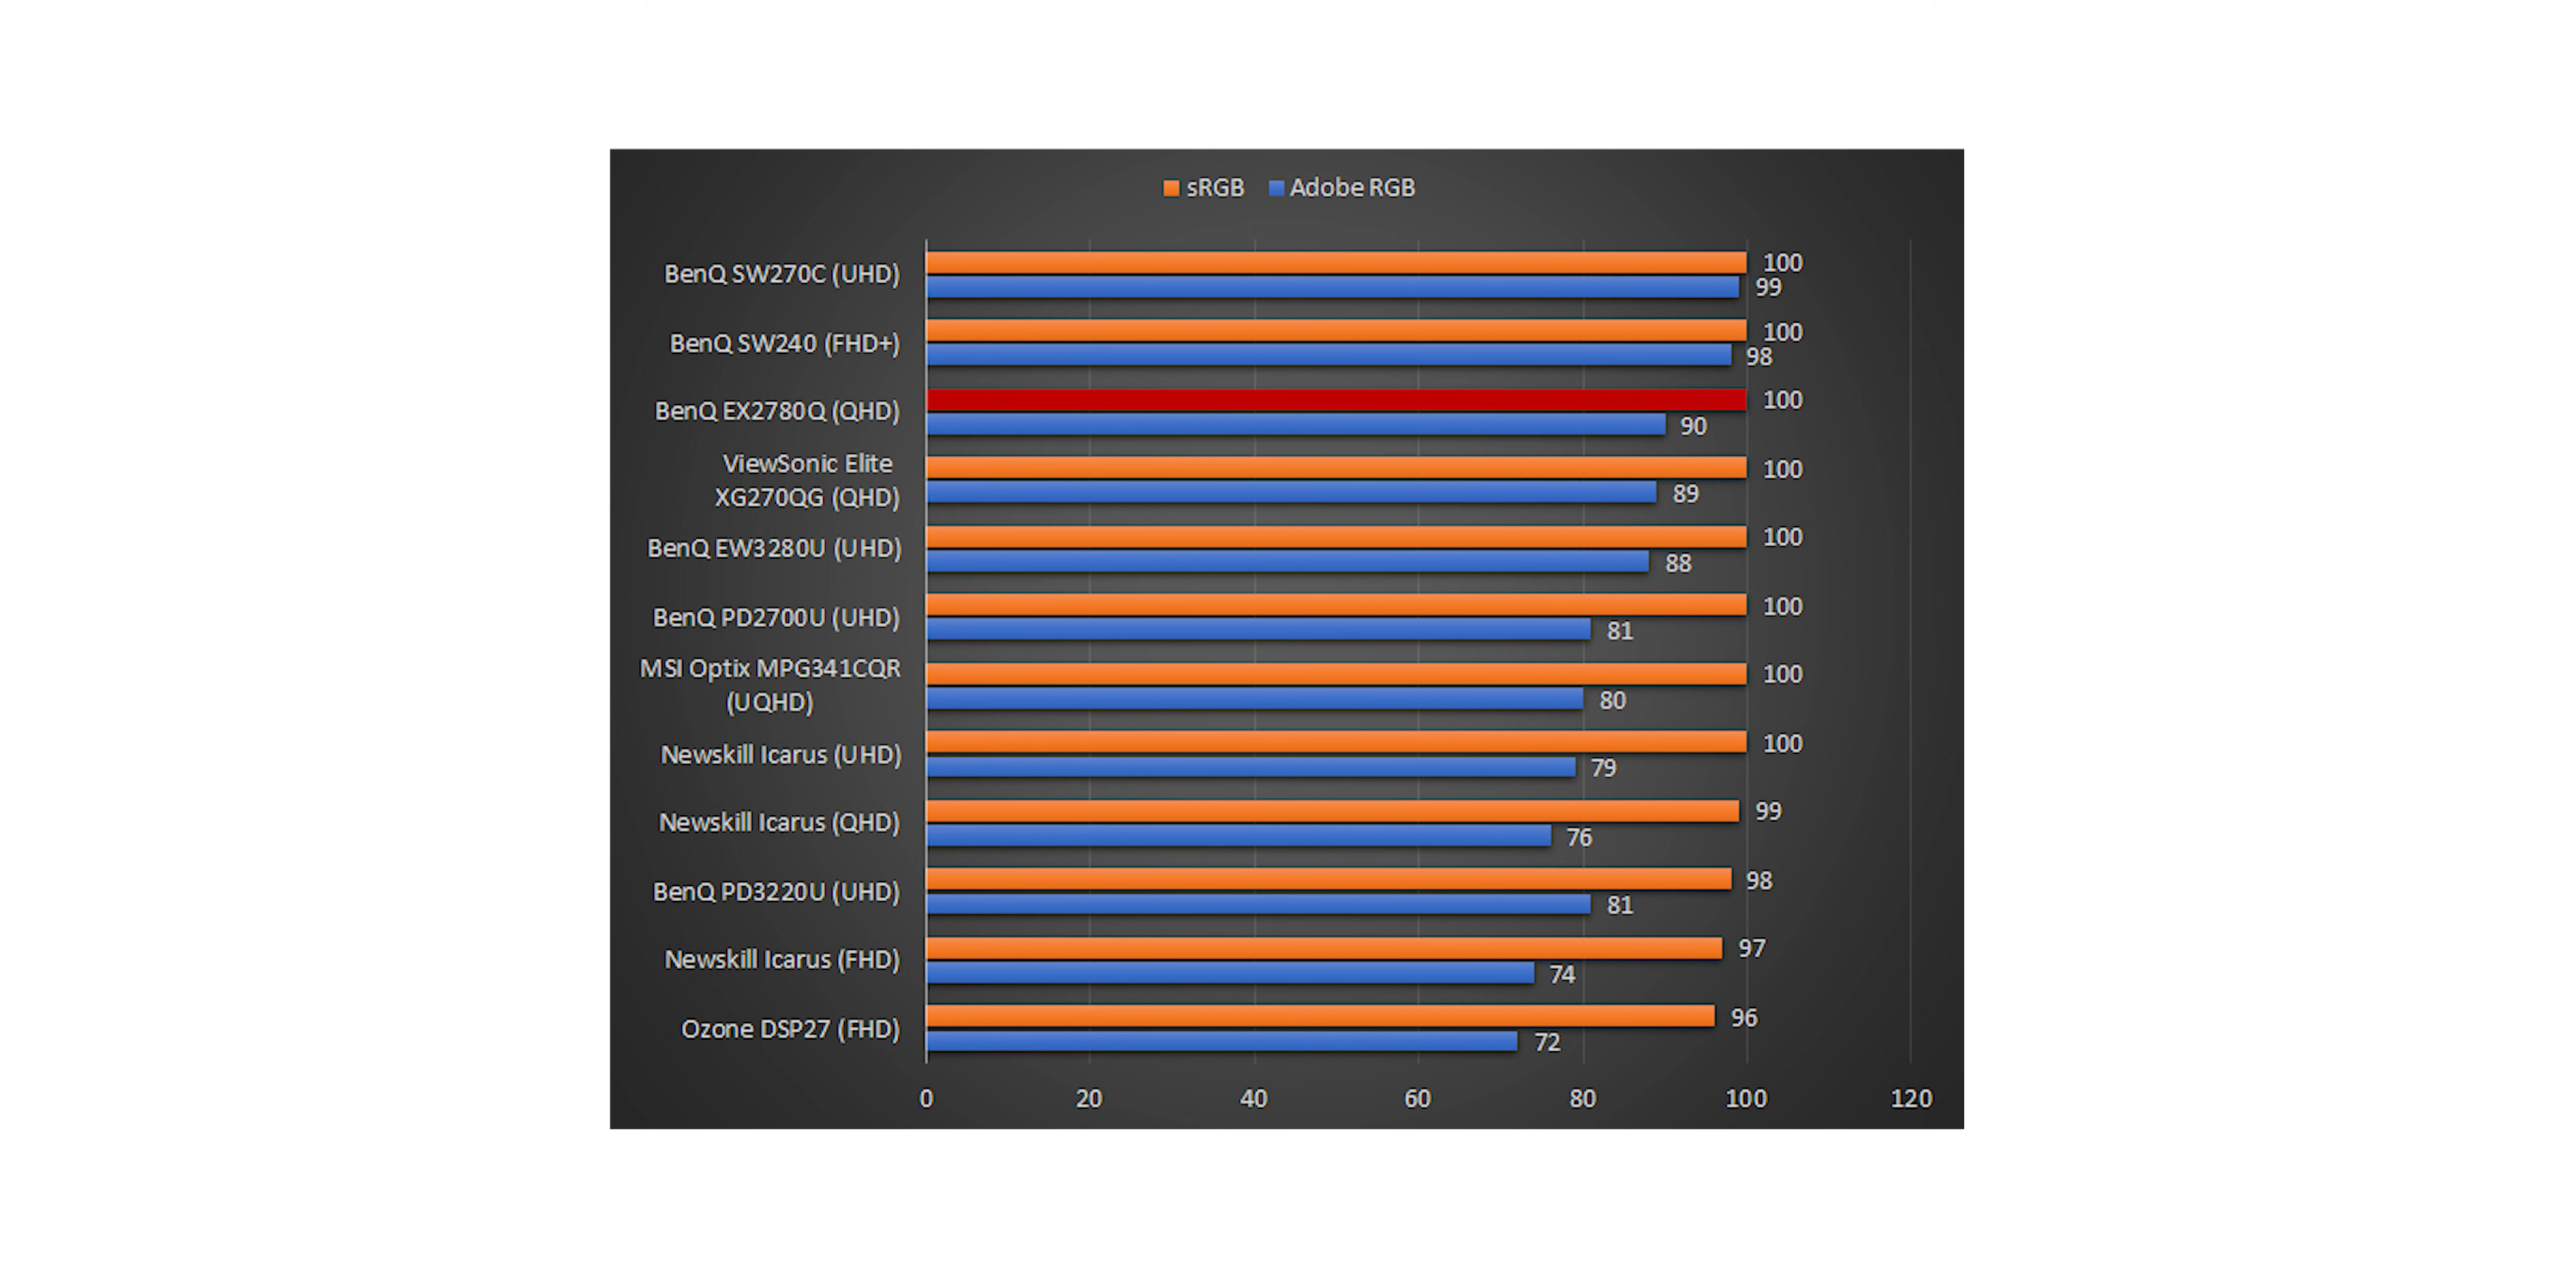 sRGB Adobe RGB
BenQ SW270C (UHD)
100
99
BenQ SW240 (FHD+)
100
98
BenQ EX2780Q (QHD)
100
90
ViewSonic Elite
XG270QG (QHD)
100
89
BenQ EW3280U (UHD)
100
88
BenQ PD2700U (UHD)
100
81
MSI Optix MPG341CQR
(UQHD)
100
80
Newskill Icarus (UHD)
100
79
Newskill Icarus (QHD)
99
76
BenQ PD3220U (UHD)
98
81
Newskill Icarus (FHD)
97
74
Ozone DSP27 (FHD)
96
72
0 20 40 60 80 100 120